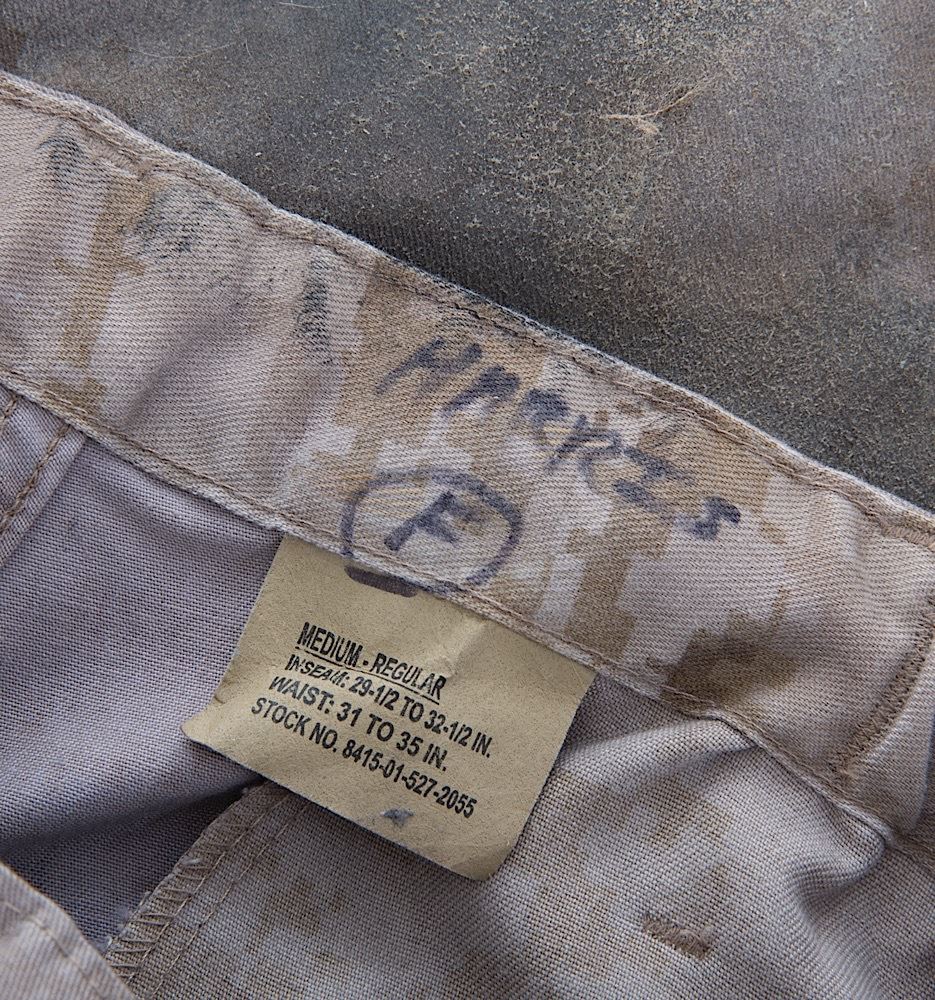 HARRIS
F
MEDIUM - REGULAR
INSEAM: 29-1/2 TO 32-1/2 IN.
WAIST: 31 TO 35 IN.
STOCK NO. 8415-01-527-2055